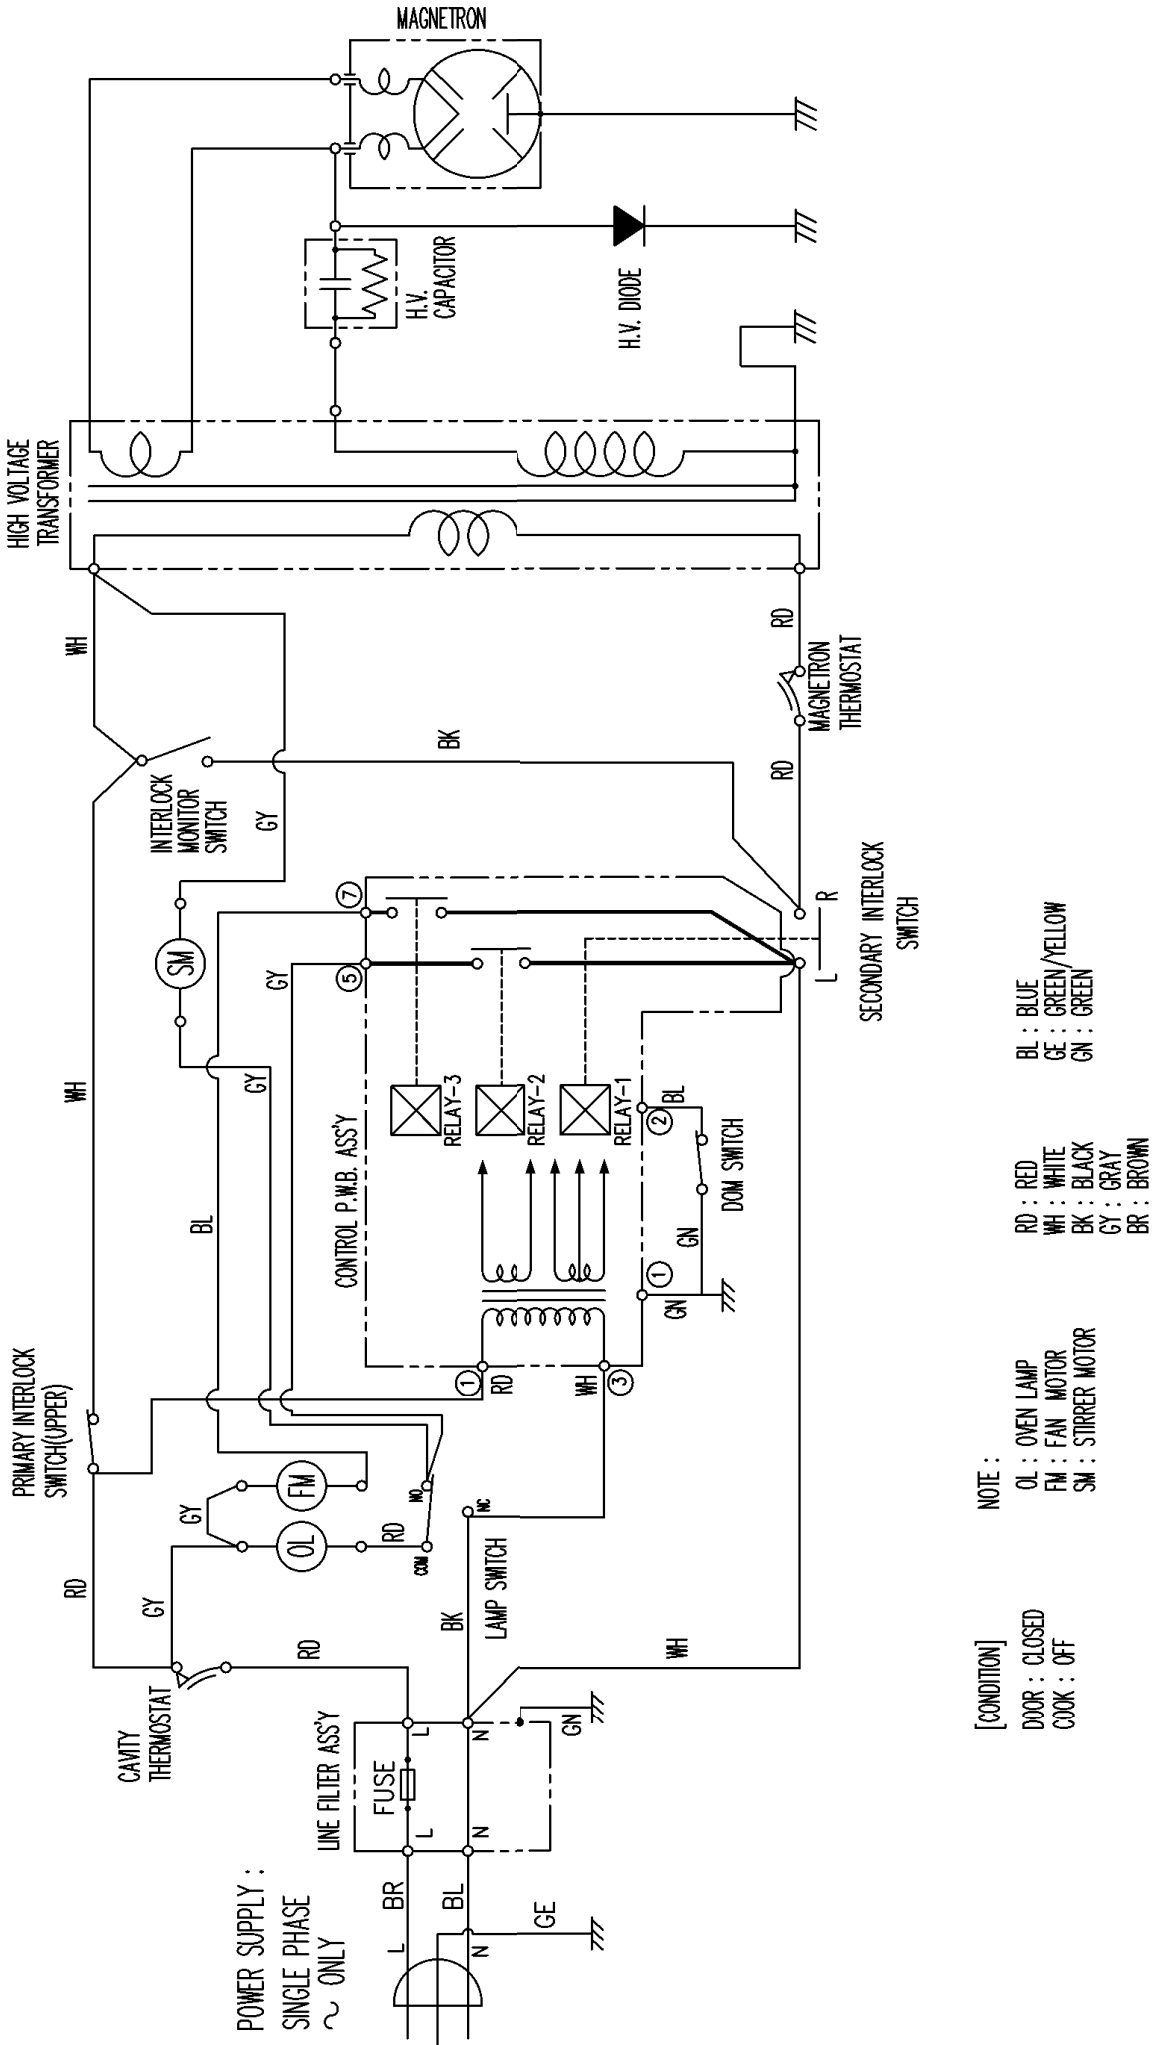 POWER SUPPLY :
SINGLE PHASE
~ ONLY
L
N
BR
BL
GE
LINE FILTER ASS'Y
FUSE
L
N
L
N
GN
CAVITY
THERMOSTAT
RD
GY
RD
WH
BK
LAMP SWITCH
COM
NO
NC
RD
OL
FM
GY
PRIMARY INTERLOCK
SWITCH(UPPER)
BL
WH
GY
GY
CONTROL P.W.B. ASS'Y
1
RD
WH
3
GN
1
GN
DOM SWITCH
2
BL
RELAY-3
RELAY-2
RELAY-1
5
7
SM
L
R
SECONDARY INTERLOCK
SWITCH
INTERLOCK
MONITOR
SWITCH
GY
BK
WH
RD
MAGNETRON
THERMOSTAT
RD
HIGH VOLTAGE
TRANSFORMER
H.V.
CAPACITOR
H.V. DIODE
MAGNETRON
[CONDITION]
DOOR : CLOSED
COOK : OFF
NOTE :
OL : OVEN LAMP
FM : FAN MOTOR
SM : STIRRER MOTOR
RD : RED
WH : WHITE
BK : BLACK
GY : GRAY
BR : BROWN
BL : BLUE
GE : GREEN/YELLOW
GN : GREEN